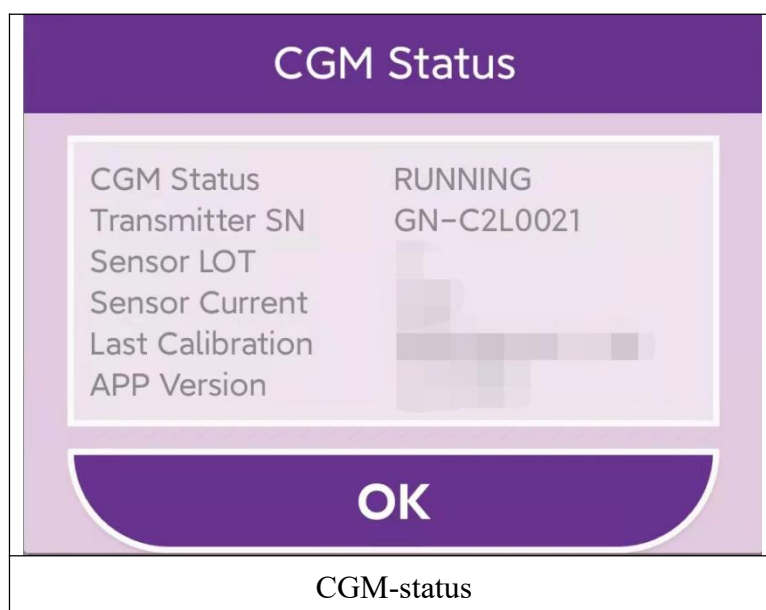 CGM Status
CGM Status RUNNING
Transmitter SN GN-C2L0021
Sensor LOT
Sensor Current
Last Calibration
APP Version
OK
CGM-status